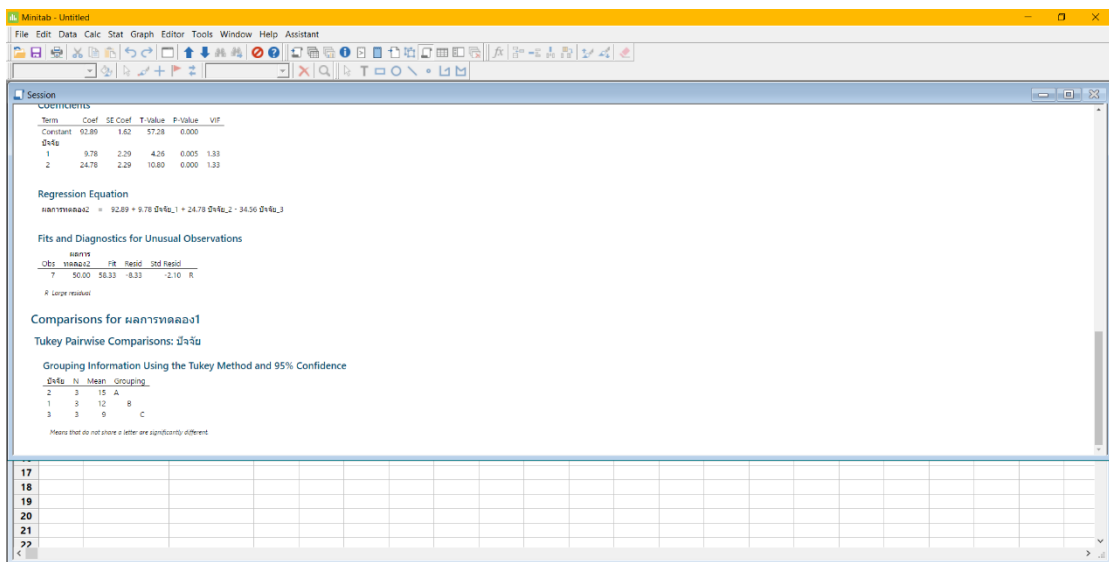 Minitab - Untitled
File Edit Data Calc Stat Graph Editor Tools Window Help Assistant
Session
Coefficients
Term Coef SE Coef T-Value P-Value VIF
Constant 92.89 1.62 57.28 0.000
ปัจจัย
1 9.78 2.29 4.26 0.005 1.33
2 24.78 2.29 10.80 0.000 1.33
Regression Equation
ผลการทดลอง2 = 92.89 + 9.78 ปัจจัย_1 + 24.78 ปัจจัย_2 - 34.56 ปัจจัย_3
Fits and Diagnostics for Unusual Observations
ผลการ
Obs ทดลอง2 Fit Resid Std Resid
7 50.00 58.33 -8.33 -2.10 R
R Large residual
Comparisons for ผลการทดลอง1
Tukey Pairwise Comparisons: ปัจจัย
Grouping Information Using the Tukey Method and 95% Confidence
ปัจจัย N Mean Grouping
2 3 15 A
1 3 12 B
3 3 9 C
Means that do not share a letter are significantly different.
17
18
19
20
21
22